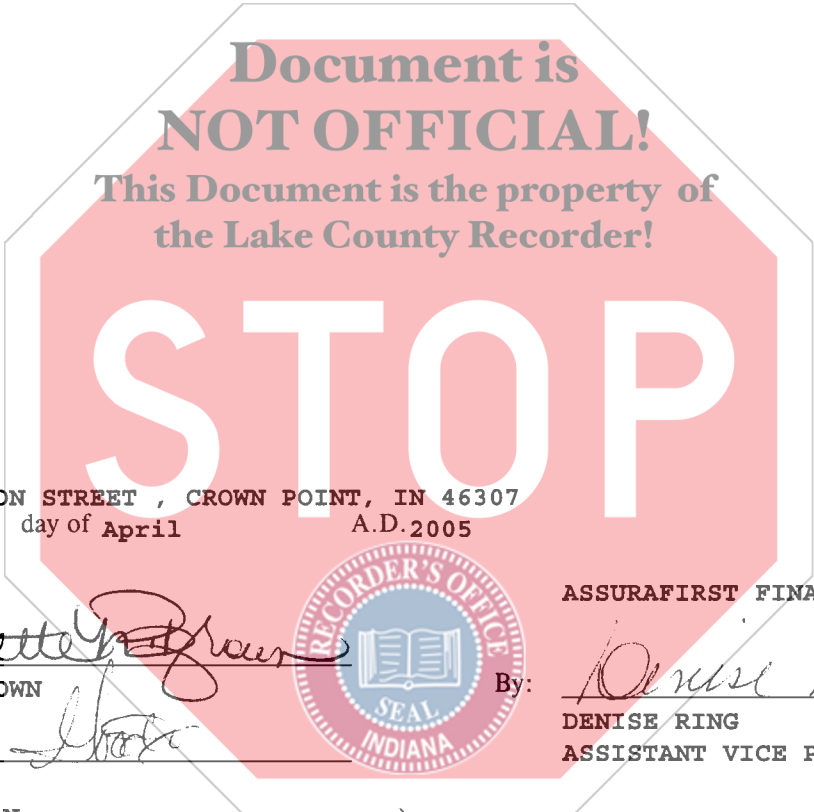 Document is
NOT OFFICIAL!
This Document is the property of
the Lake County Recorder!
STOP
ON STREET , CROWN POINT, IN 46307
day of April A.D. 2005
ASSURAFIRST FINA
OWN
By: Denise
DENISE RING
ASSISTANT VICE P
RECORDER'S OFFICE
SEAL
INDIANA